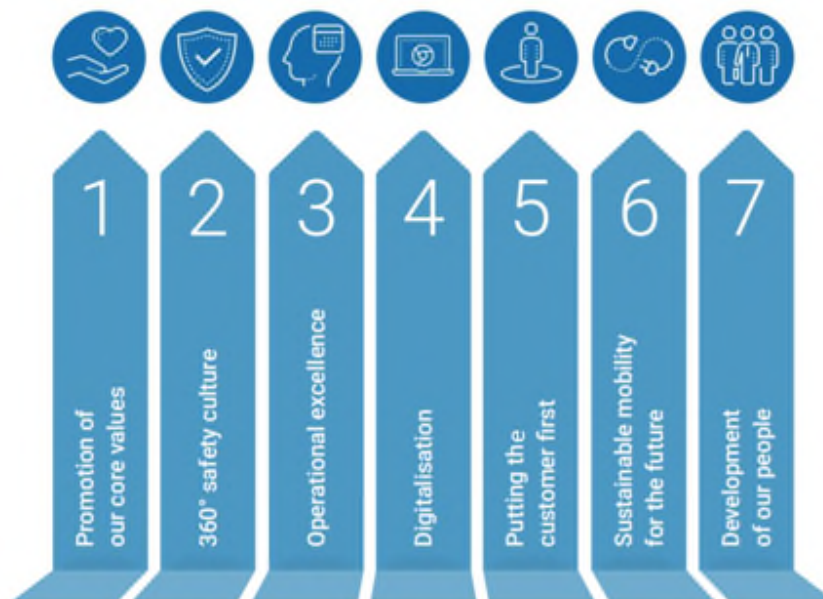 1
Promotion of
our core values
2
360° safety culture
3
Operational excellence
4
Digitalisation
5
Putting the
customer first
6
Sustainable mobility
for the future
7
Development
of our people